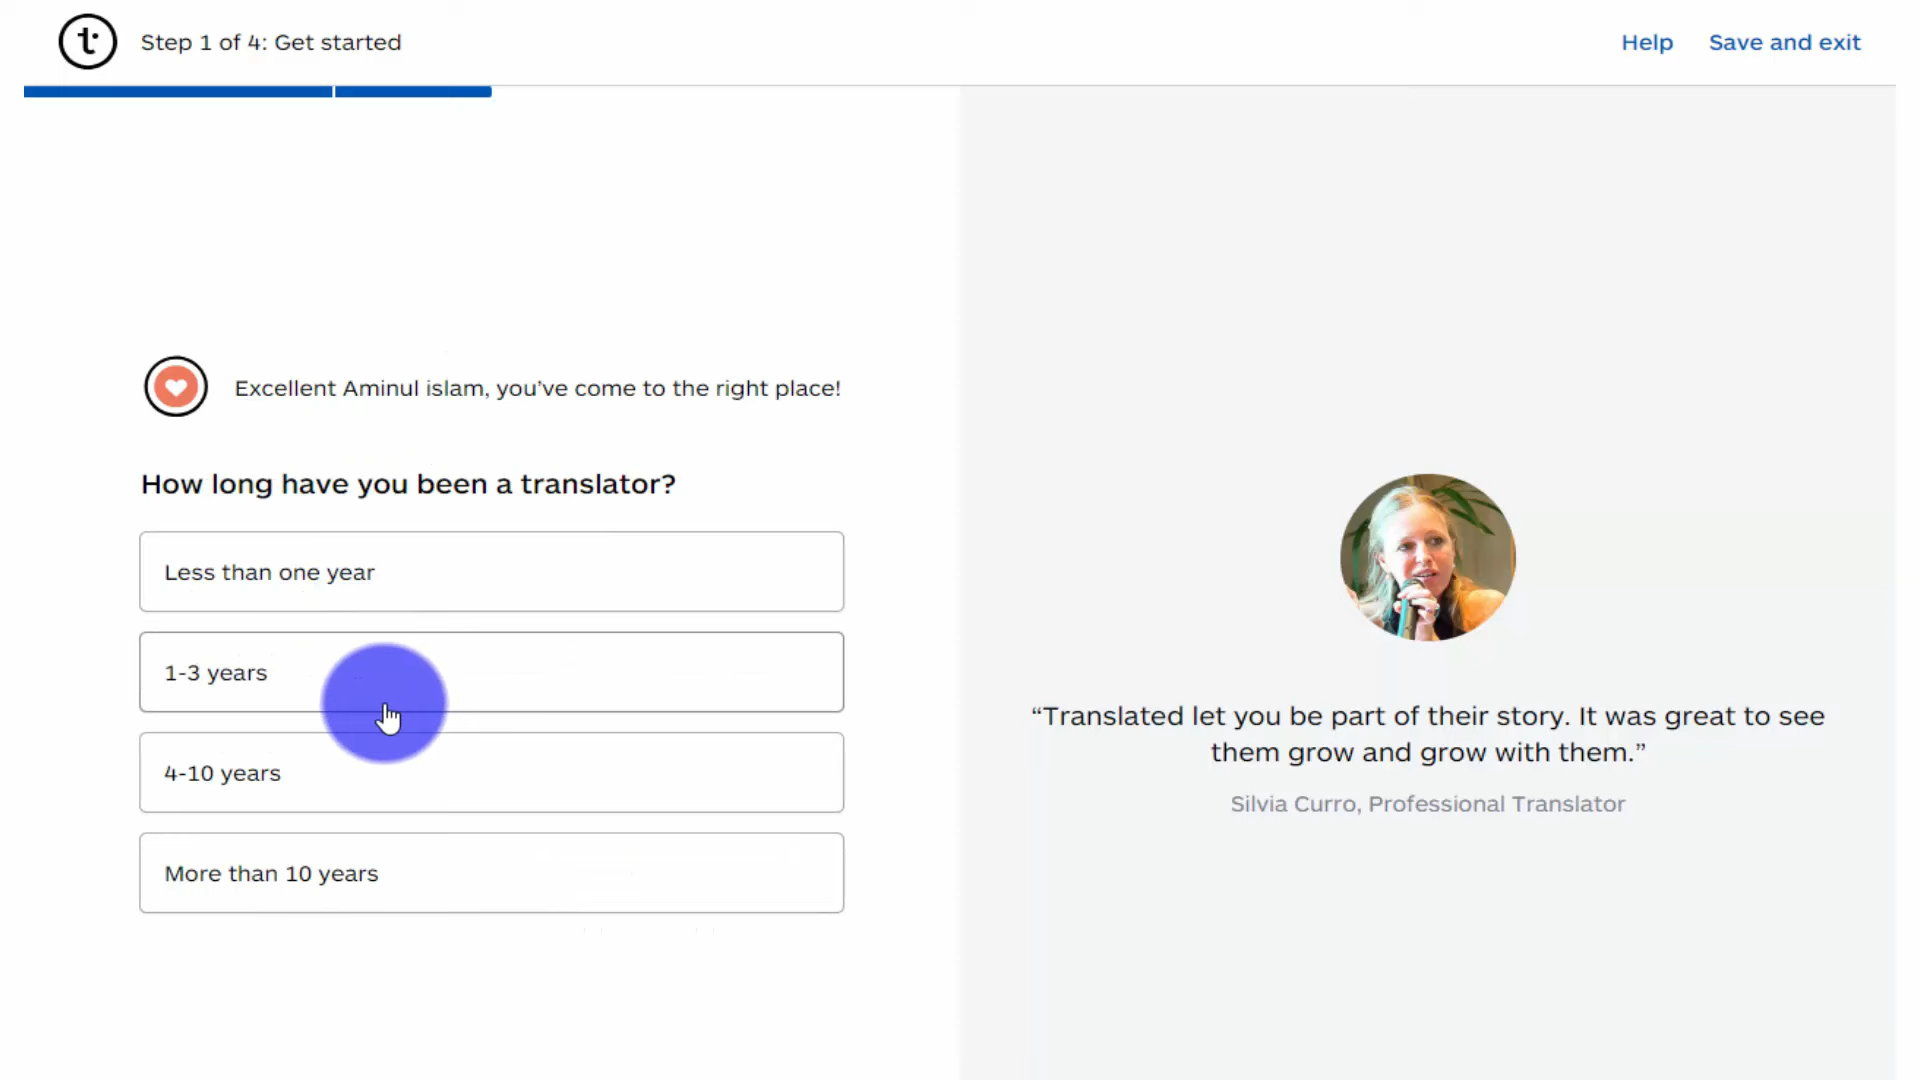 Step 1 of 4: Get started
Help
Save and exit
Excellent Aminul islam, you’ve come to the right place!
How long have you been a translator?
Less than one year
1-3 years
4-10 years
More than 10 years
“Translated let you be part of their story. It was great to see
them grow and grow with them.”
Silvia Curro, Professional Translator